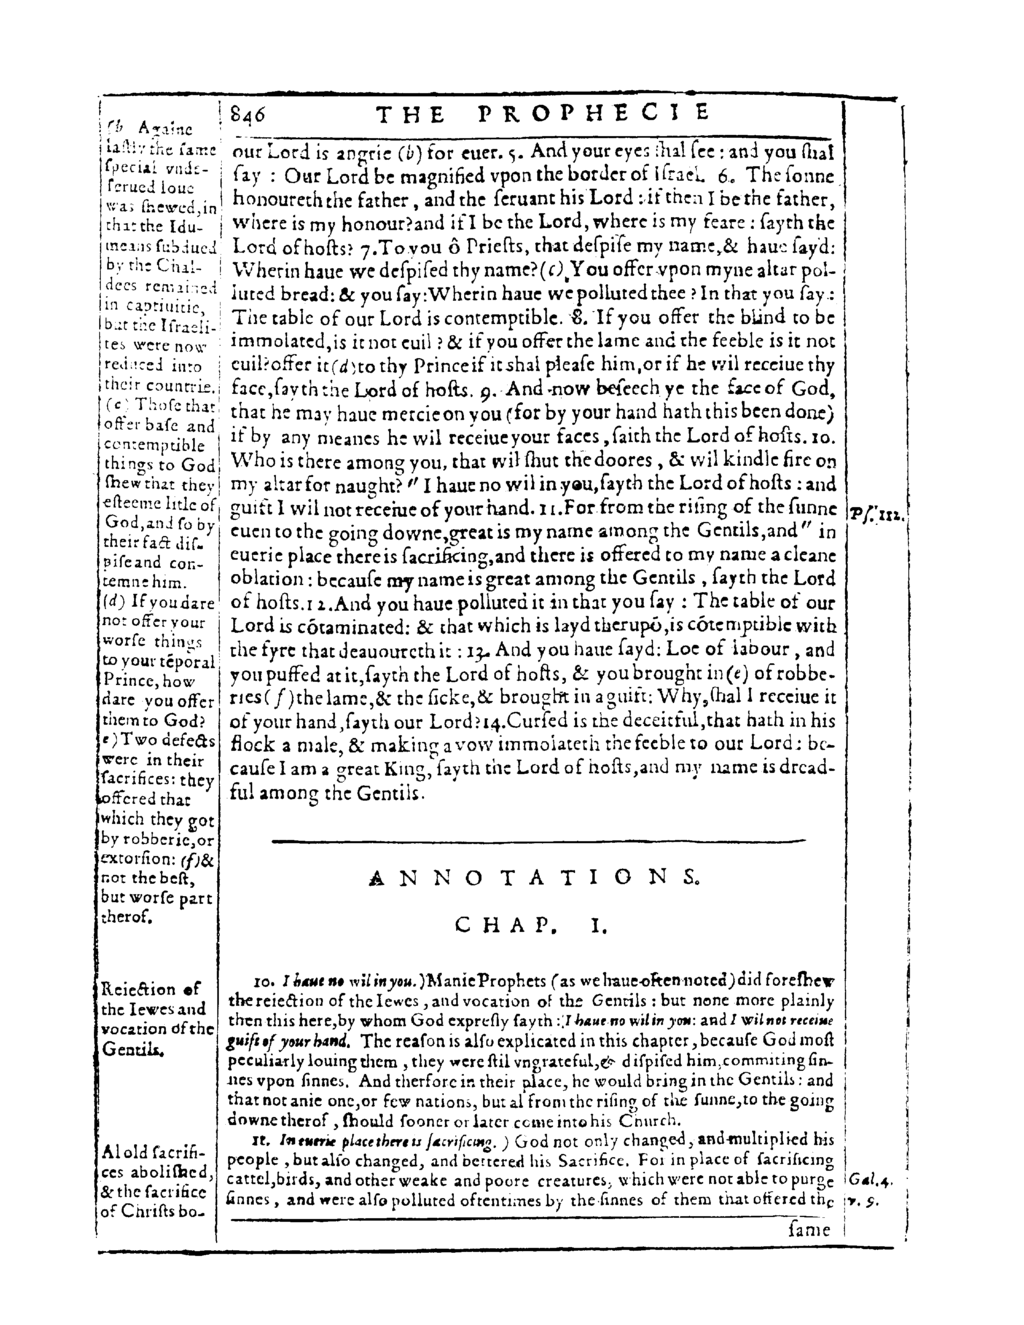 846 THE PROPHECIE
our Lord is angrie (b) for euer. 5. And your eyes ſhal ſee : and you ſhal
ſay : Our Lord be magnified vpon the border of iſrael. 6. The ſonne
honoureth the father , and the ſeruant his Lord : if then I be the father,
where is my honour? and if I be the Lord, where is my feare : ſayth the
Lord of hoſts? 7. To you ô Prieſts, that deſpiſe my name, & haue ſayd:
Wherin haue we deſpiſed thy name? (c) You offer vpon myne altar pol-
luted bread: & you ſay: Wherin haue we polluted thee ? In that you ſay :
The table of our Lord is contemptible. 8. If you offer the blind to be
immolated, is it not euil ? & if you offer the lame and the feeble is it not
euil? offer it (d) to thy Prince if it shal pleaſe him, or if he wil receiue thy
face, ſayth the Lord of hoſts. 9. And now beſeech ye the face of God,
that he may haue mercie on you (for by your hand hath this been done)
if by any meanes he wil receiue your faces , ſaith the Lord of hoſts. 10.
Who is there among you, that wil ſhut the doores , & wil kindle fire on
my altar for naught? " I haue no wil in you, ſayth the Lord of hoſts : and
guift I wil not receiue of your hand. 11. For from the riſing of the ſunne
euen to the going downe, great is my name among the Gentils, and " in
euerie place there is ſacrificing, and there is offered to my name a cleane
oblation : becauſe my name is great among the Gentils , ſayth the Lord
of hoſts. 12. And you haue polluted it in that you ſay : The table of our
Lord is cõtaminated: & that which is layd therupõ, is cõtemptible with
the fyre that deauoureth it : 13. And you haue ſayd: Loe of labour , and
you puffed at it, ſayth the Lord of hoſts, & you brought in (e) of robbe-
ries (f) the lame, & the ſicke, & brought in a guift: Why, ſhal I receiue it
of your hand, ſayth our Lord? 14. Curſed is the deceitful, that hath in his
flock a male, & making a vow immolateth the feeble to our Lord: be-
cauſe I am a great King, ſayth the Lord of hoſts, and my name is dread-
ful among the Gentils.
(b Againe
laſtly the ſame
ſpecial vnde-
ſerued loue
was ſhewed, in
that the Idu-
means ſubdued
by the Chal-
dees remained
in captiuitie,
but the Iſraeli-
tes were now
reduced into
their countrie.
(c) Thoſe that
offer baſe and
contemptible
things to God
ſhew that they
eſteeme litle of
God, and ſo by
their fact diſ-
piſe and con-
temne him.
(d) If you dare
not offer your
worſe things
to your tẽporal
Prince, how
dare you offer
them to God?
e) Two defects
were in their
ſacrifices: they
offered that
which they got
by robberie, or
extorſion: (f) &
not the beſt,
but worſe part
therof.
Pſ. 112.
ANNOTATIONS.
CHAP. I.
10. I haue no wil in you. ) Manie Prophets (as we haue often noted) did foreſhew
the reiection of the Iewes , and vocation of the Gentils : but none more plainly
then this here, by whom God expreſly ſayth : I haue no wil in you: and I wil not receiue
guift of your hand. The reaſon is alſo explicated in this chapter, becauſe God moſt
peculiarly louing them , they were ſtil vngrateful, & diſpiſed him, commiting ſin-
nes vpon ſinnes. And therfore in their place, he would bring in the Gentils : and
that not anie one, or few nations, but al from the riſing of the ſunne, to the going
downe therof , ſhould ſooner or later come into his Church.
11. In euerie place there is ſacrificing. ) God not only changed, and multiplied his
people , but alſo changed, and bettered his Sacrifice. For in place of ſacrificing
cattel, birds, and other weake and poore creatures, which were not able to purge
ſinnes , and were alſo polluted oftentimes by the ſinnes of them that offered the
ſame
Reiection of
the Iewes and
vocation of the
Gentils.
Al old ſacrifi-
ces aboliſhed,
& the ſacrifice
of Chriſts bo-
Gal. 4.
v. 9.